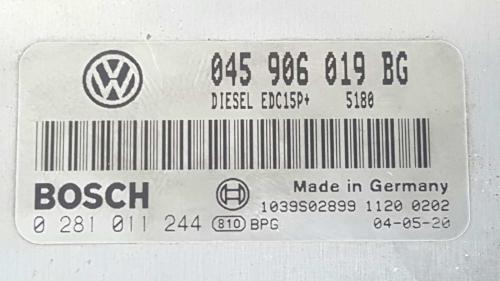 045 906 019 BG
DIESEL EDC15P+ 5180
BOSCH
Made in Germany
1039S02899 1120 0202
0 281 011 244 810 BPG 04-05-20